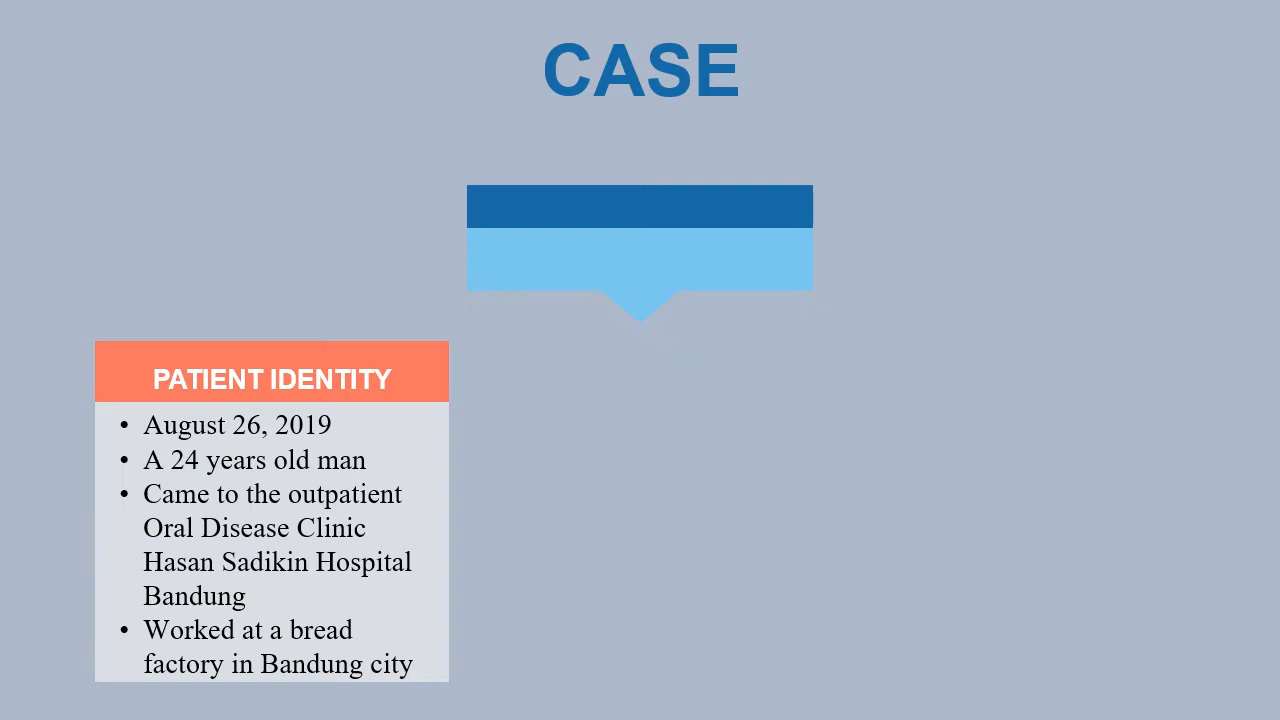 CASE
PATIENT IDENTITY
• August 26, 2019
• A 24 years old man
• Came to the outpatient
Oral Disease Clinic
Hasan Sadikin Hospital
Bandung
• Worked at a bread
factory in Bandung city